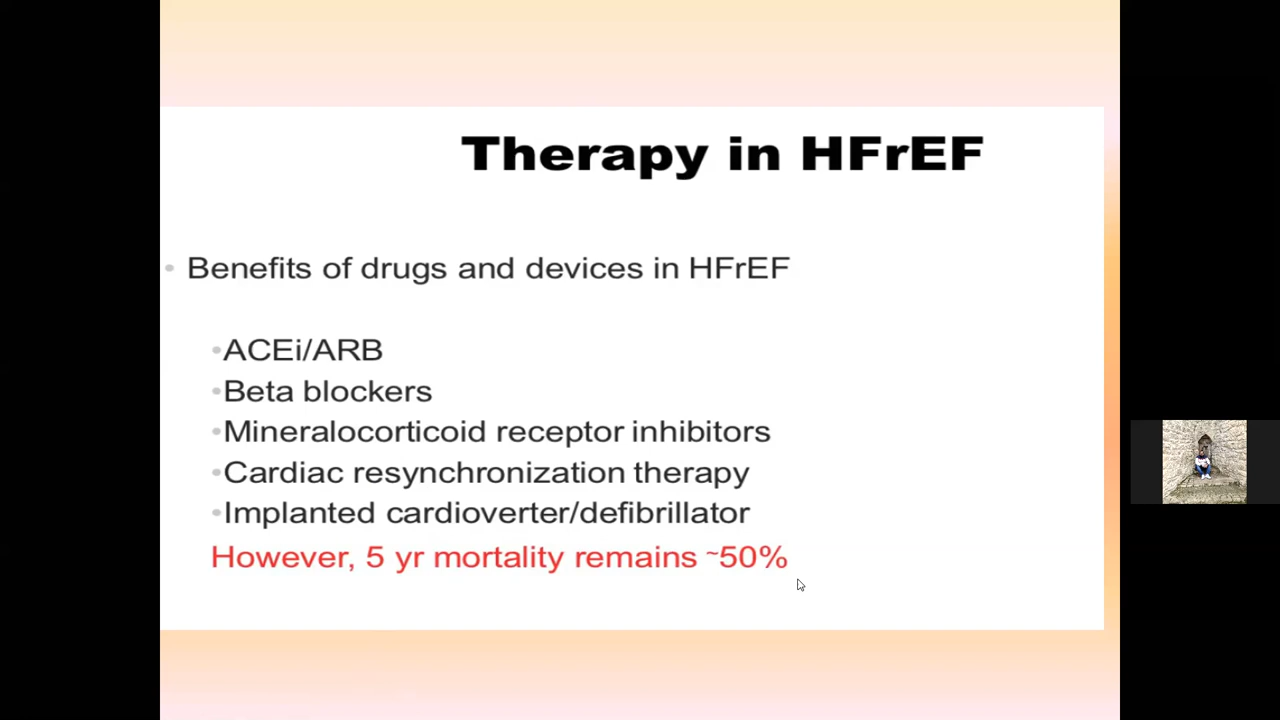 Therapy in HFrEF
• Benefits of drugs and devices in HFrEF
•ACEi/ARB
•Beta blockers
•Mineralocorticoid receptor inhibitors
•Cardiac resynchronization therapy
•Implanted cardioverter/defibrillator
However, 5 yr mortality remains ~50%